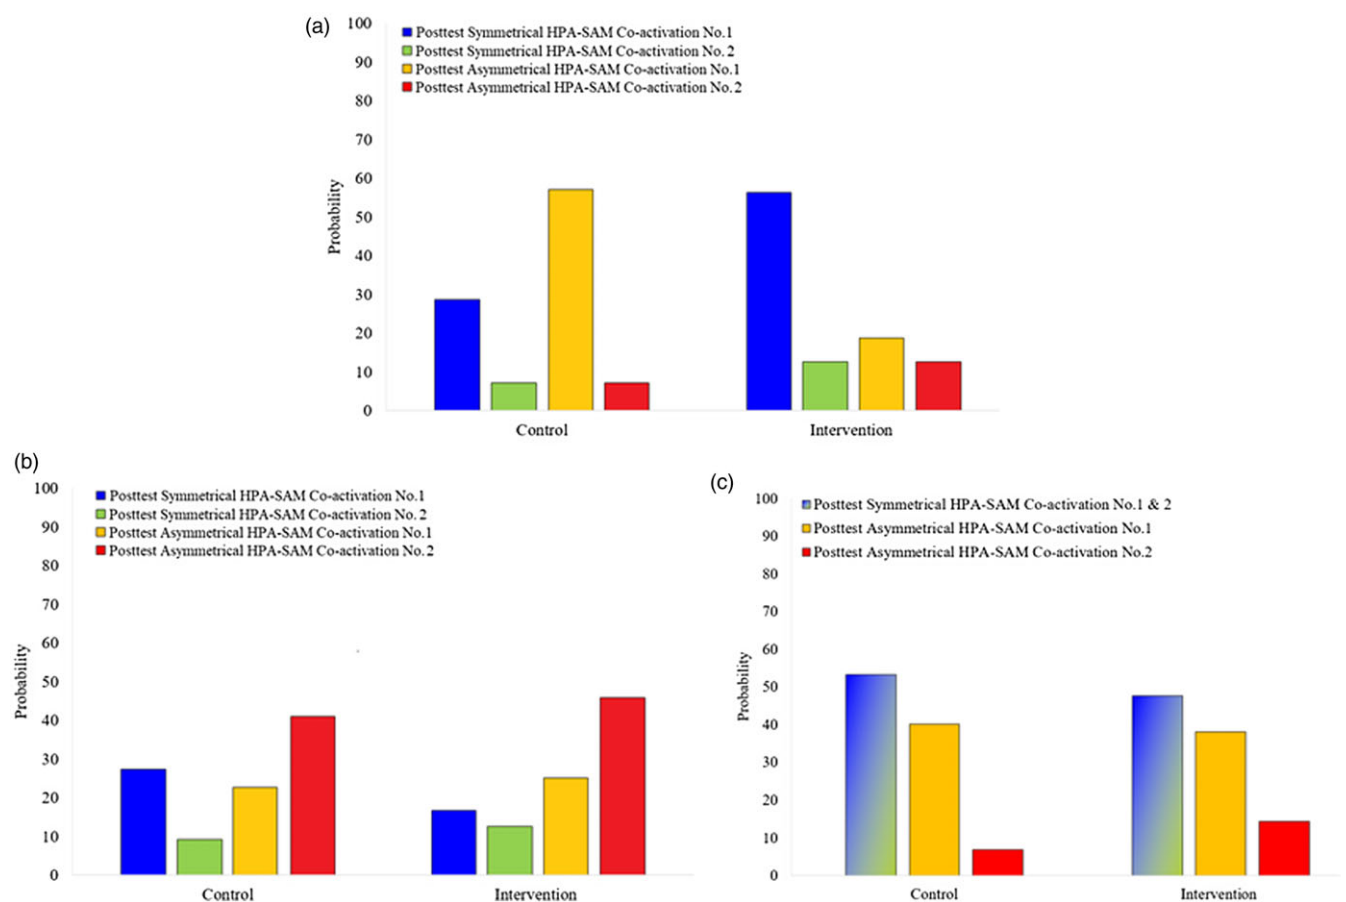 (a)
100
90
80
70
60
50
40
30
20
10
0
Probability
Posttest Symmetrical HPA-SAM Co-activation No.1
Posttest Symmetrical HPA-SAM Co-activation No.2
Posttest Asymmetrical HPA-SAM Co-activation No.1
Posttest Asymmetrical HPA-SAM Co-activation No.2
Control
Intervention
(b)
100
90
80
70
60
50
40
30
20
10
0
Probability
Posttest Symmetrical HPA-SAM Co-activation No.1
Posttest Symmetrical HPA-SAM Co-activation No.2
Posttest Asymmetrical HPA-SAM Co-activation No.1
Posttest Asymmetrical HPA-SAM Co-activation No.2
Control
Intervention
(c)
100
90
80
70
60
50
40
30
20
10
0
Probability
Posttest Symmetrical HPA-SAM Co-activation No.1 & 2
Posttest Asymmetrical HPA-SAM Co-activation No.1
Posttest Asymmetrical HPA-SAM Co-activation No.2
Control
Intervention